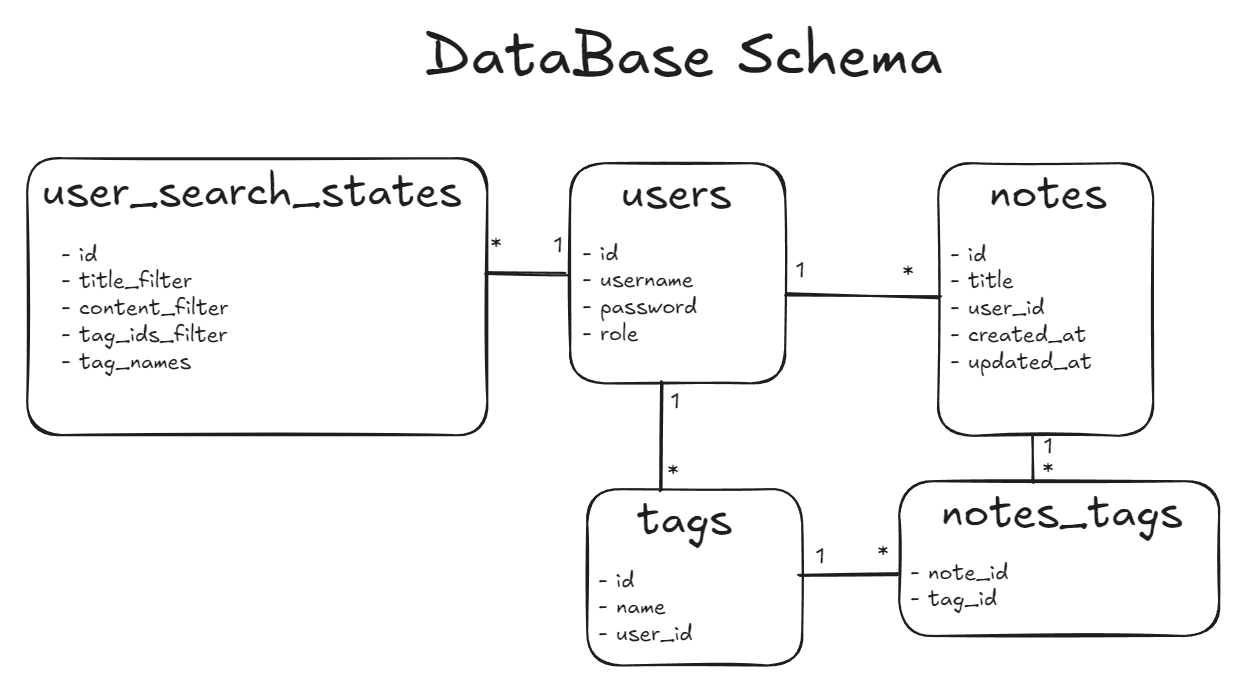 DataBase Schema
user_search_states
- id
- title_filter
- content_filter
- tag_ids_filter
- tag_names
*
1
users
- id
- username
- password
- role
1
*
notes
- id
- title
- user_id
- created_at
- updated_at
1
*
1
*
tags
- id
- name
- user_id
1
*
notes_tags
- note_id
- tag_id